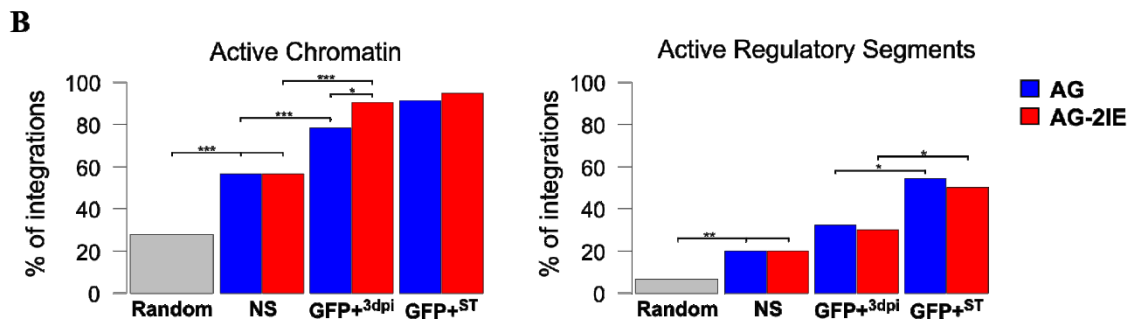 B
Active Chromatin
% of integrations
100
80
60
40
20
0
***
***
***
*
Random NS GFP+3dpi GFP+ST
Active Regulatory Segments
% of integrations
100
80
60
40
20
0
**
*
*
Random NS GFP+3dpi GFP+ST
AG
AG-2IE